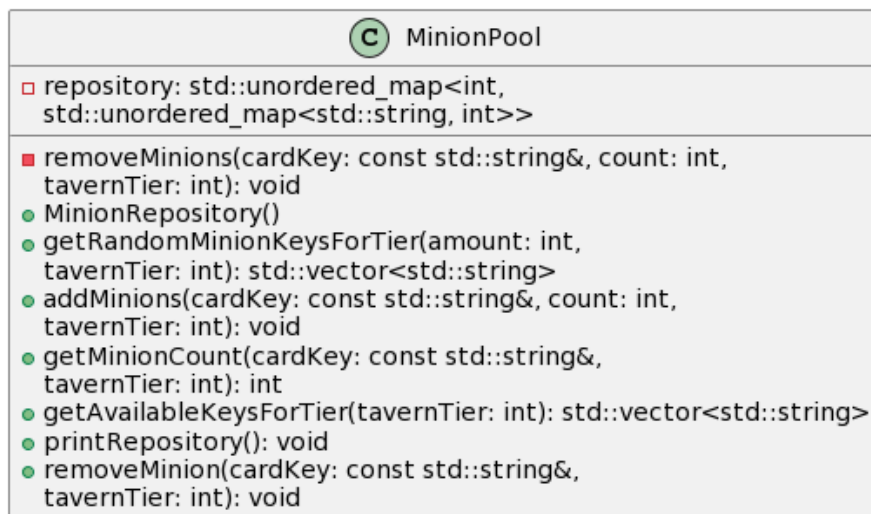 C MinionPool
repository: std::unordered_map<int,
std::unordered_map<std::string, int>>
removeMinions(cardKey: const std::string&, count: int,
tavernTier: int): void
MinionRepository()
getRandomMinionKeysForTier(amount: int,
tavernTier: int): std::vector<std::string>
addMinions(cardKey: const std::string&, count: int,
tavernTier: int): void
getMinionCount(cardKey: const std::string&,
tavernTier: int): int
getAvailableKeysForTier(tavernTier: int): std::vector<std::string>
printRepository(): void
removeMinion(cardKey: const std::string&,
tavernTier: int): void